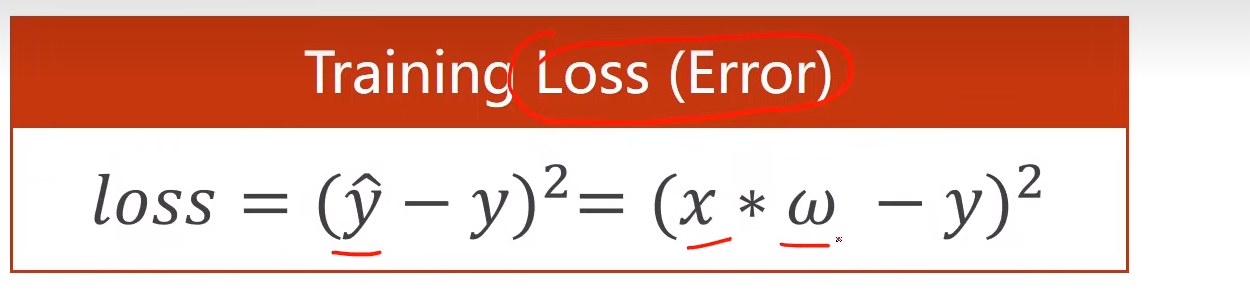 Training Loss (Error)
𝑙𝑜𝑠𝑠 = (ŷ − 𝑦)² = (𝑥 ∗ 𝜔 − 𝑦)²